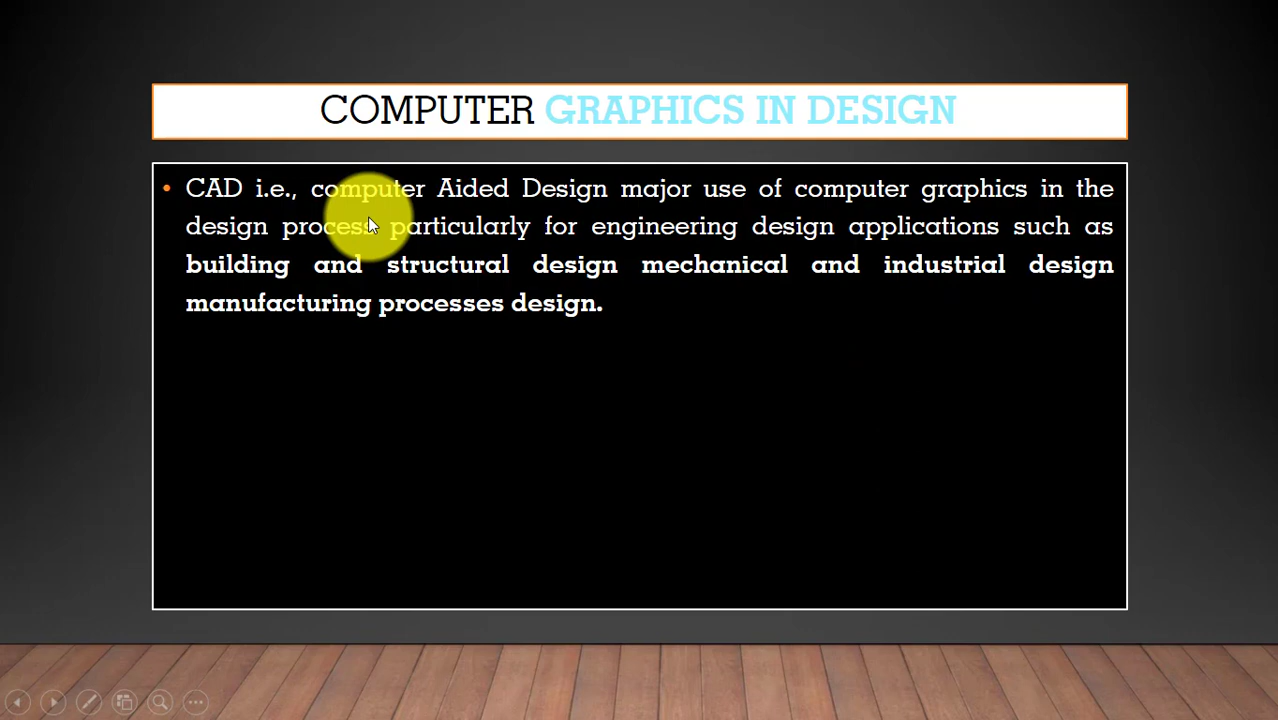 COMPUTER GRAPHICS IN DESIGN
• CAD i.e., computer Aided Design major use of computer graphics in the
design process particularly for engineering design applications such as
building and structural design mechanical and industrial design
manufacturing processes design.